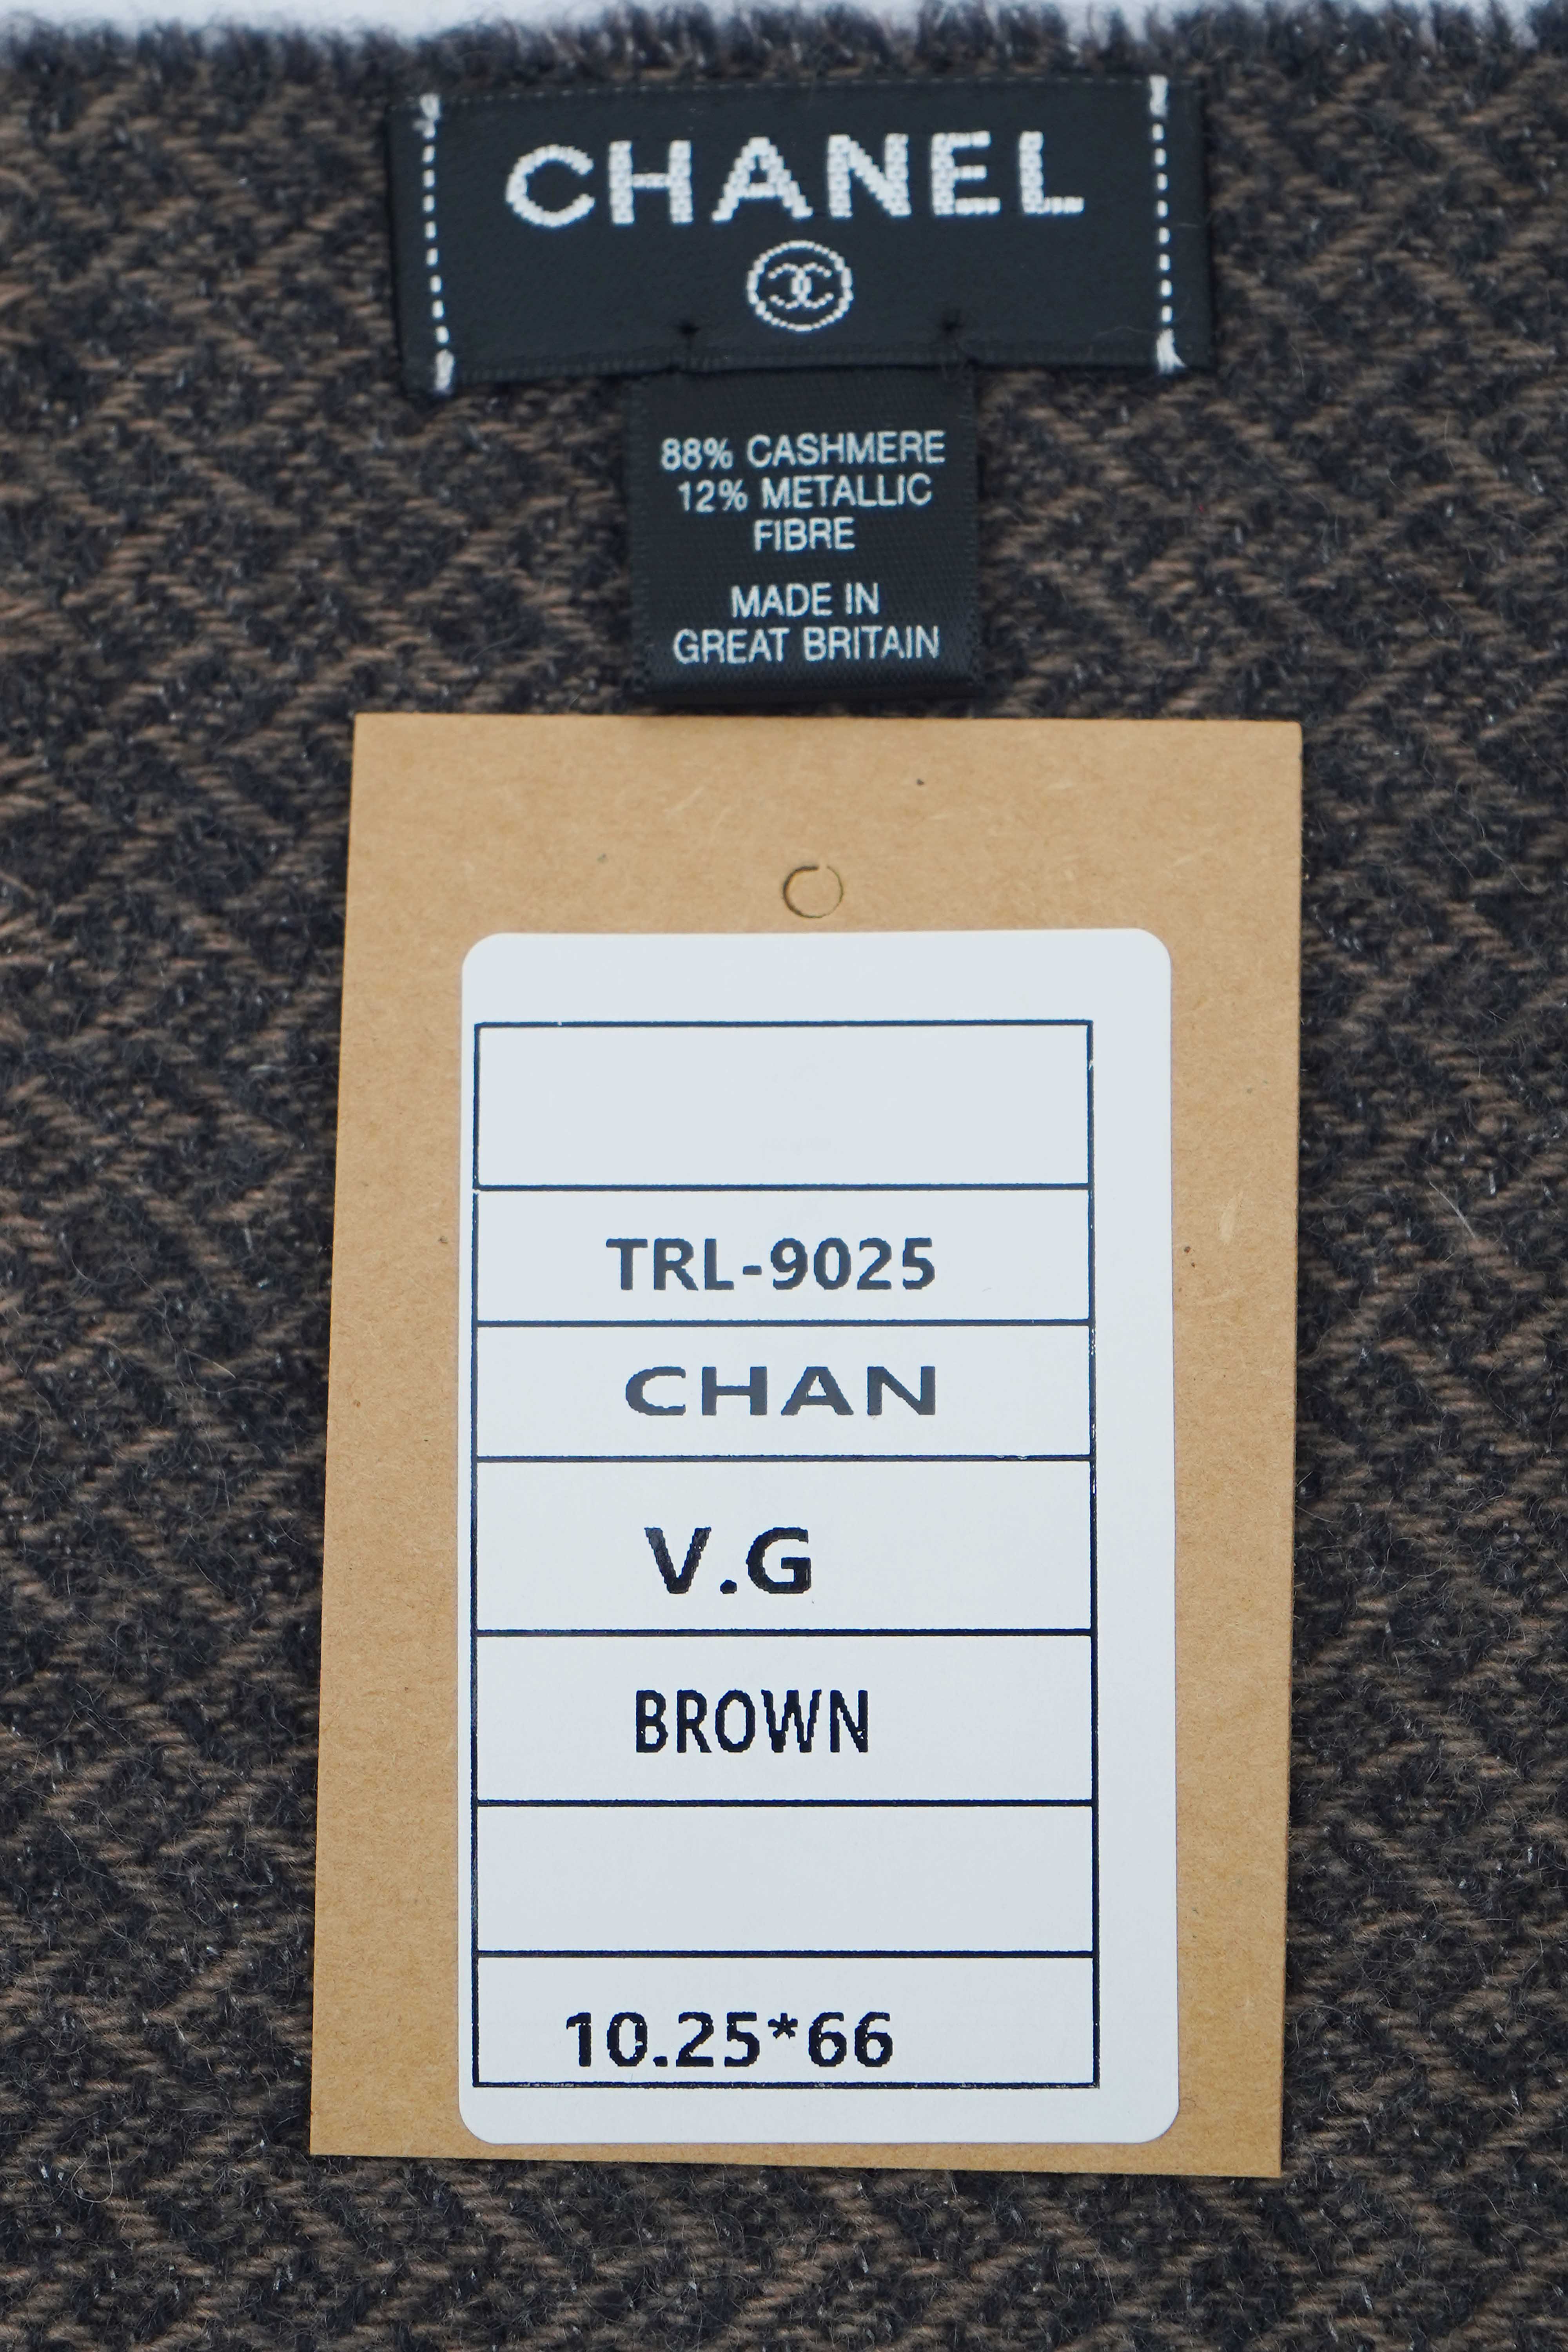 CHANEL
88% CASHMERE
12% METALLIC
FIBRE
MADE IN
GREAT BRITAIN
TRL-9025
CHAN
V.G
BROWN
10.25*66